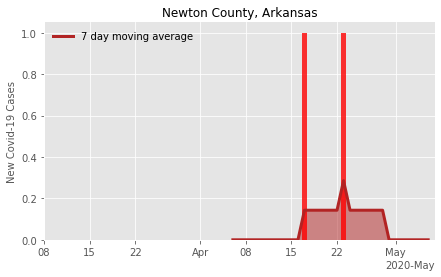 Newton County, Arkansas
7 day moving average
New Covid-19 Cases
1.0
0.8
0.6
0.4
0.2
0.0
08 15 22 Apr 08 15 22 May
2020-May